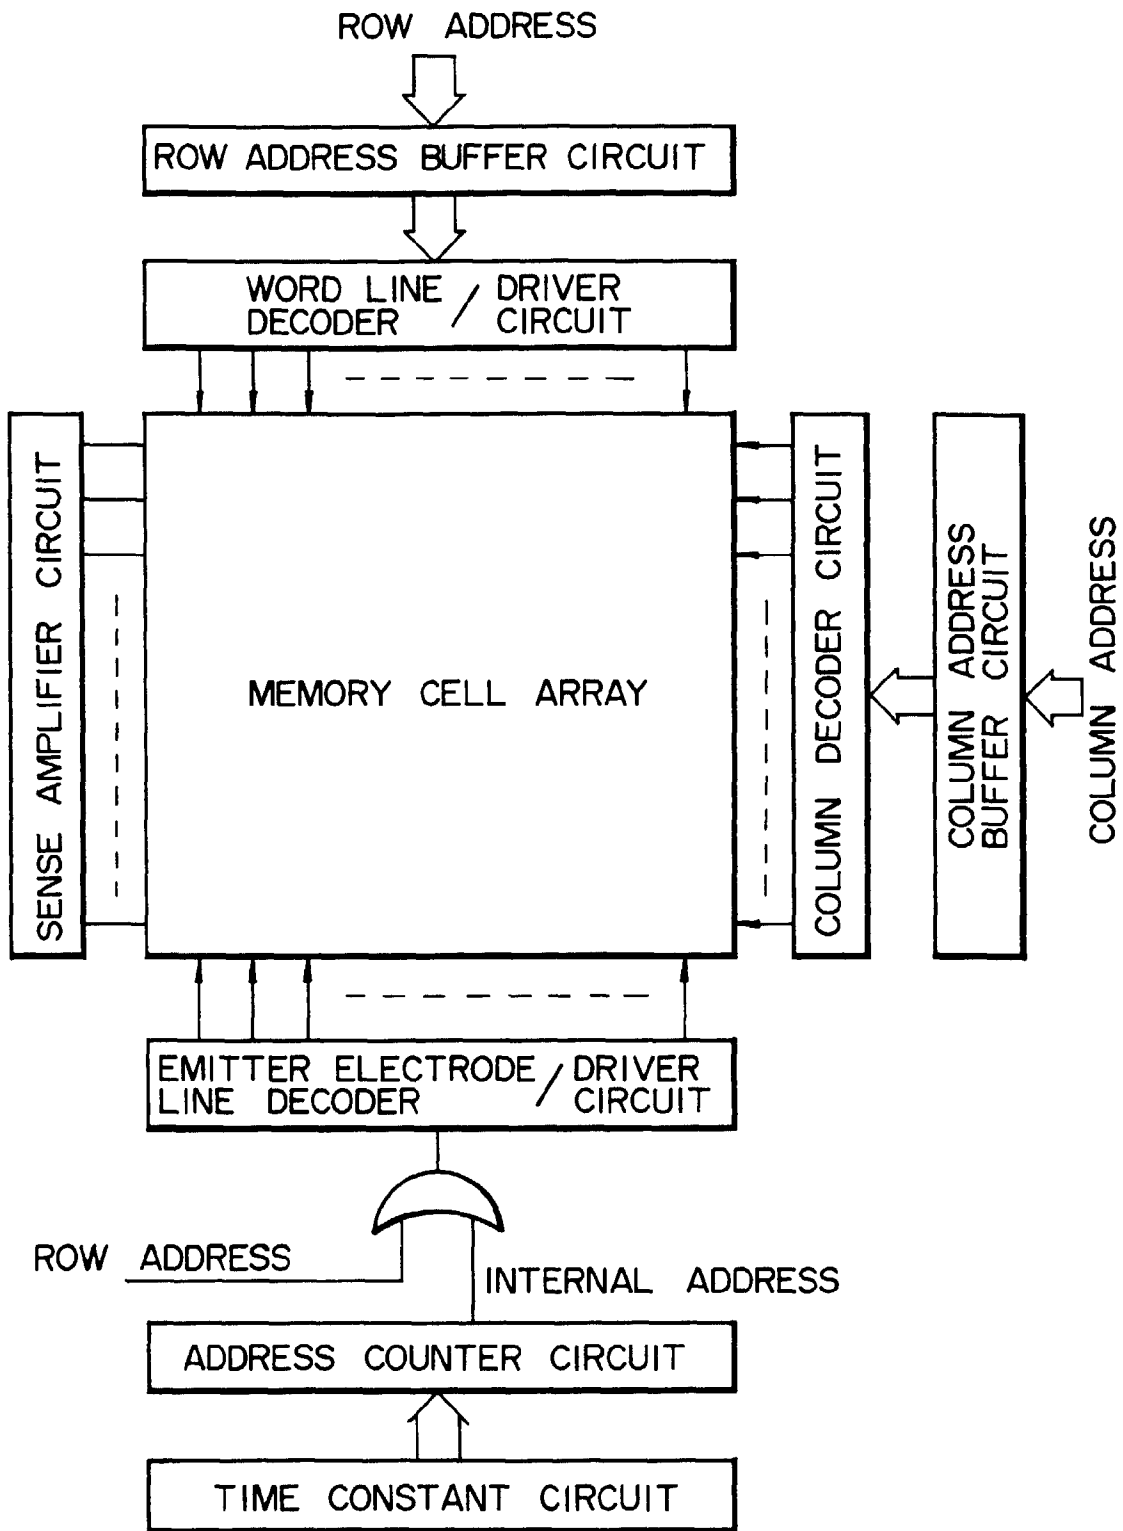 ROW ADDRESS
ROW ADDRESS BUFFER CIRCUIT
WORD LINE / DRIVER
DECODER CIRCUIT
SENSE AMPLIFIER CIRCUIT
MEMORY CELL ARRAY
COLUMN DECODER CIRCUIT
COLUMN ADDRESS
BUFFER CIRCUIT
COLUMN ADDRESS
EMITTER ELECTRODE / DRIVER
LINE DECODER CIRCUIT
ROW ADDRESS
INTERNAL ADDRESS
ADDRESS COUNTER CIRCUIT
TIME CONSTANT CIRCUIT